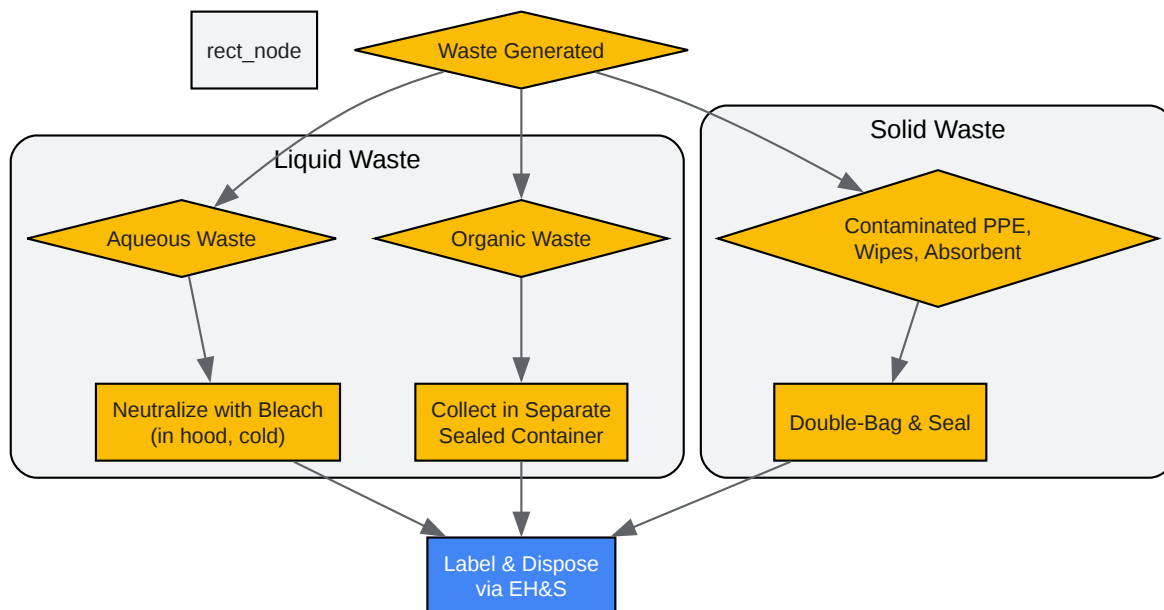 rect_node
Waste Generated
Liquid Waste
Solid Waste
Aqueous Waste
Organic Waste
Contaminated PPE,
Wipes, Absorbent
Neutralize with Bleach
(in hood, cold)
Collect in Separate
Sealed Container
Double-Bag & Seal
Label & Dispose
via EH&S